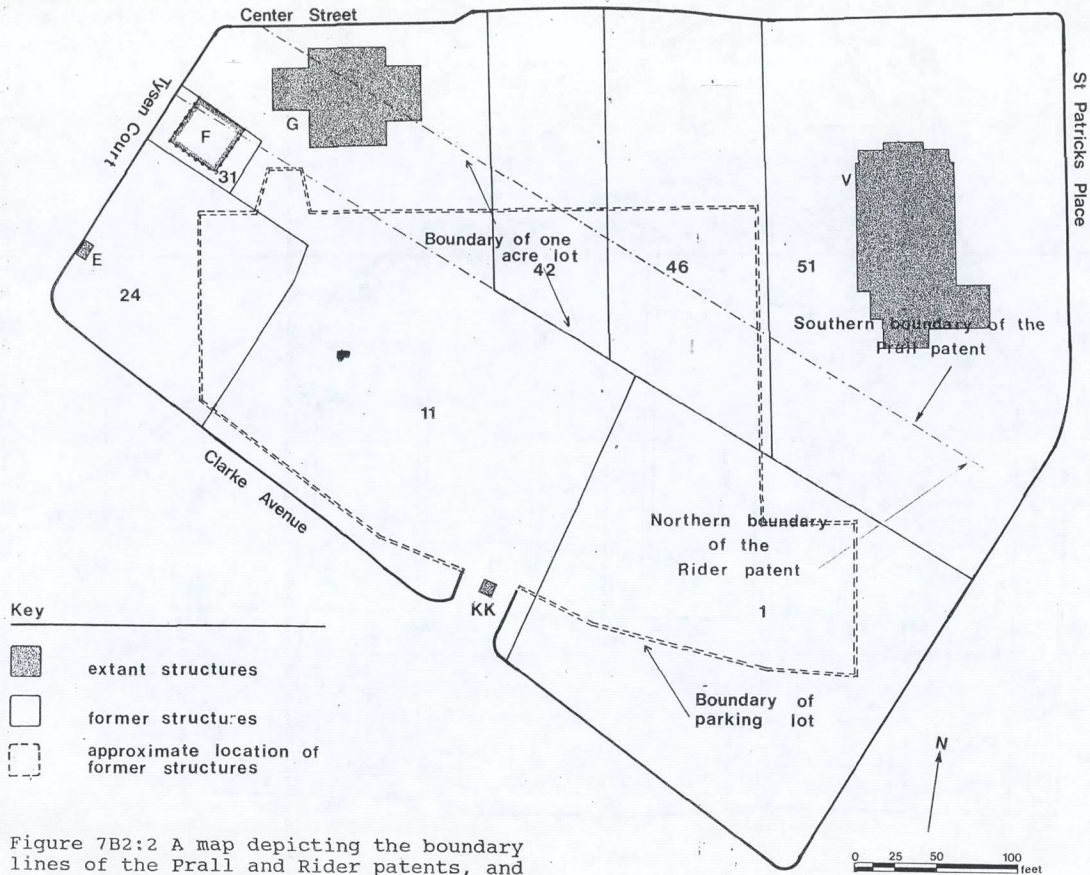 Center Street
Tysen Court
St Patricks Place
F
G
31
V
E
24
Boundary of one
acre lot
42
46
51
Southern boundary of the
Prall patent
11
Clarke Avenue
Northern boundary
of the
Rider patent
1
KK
Key
extant structures
former structures
approximate location of
former structures
Boundary of
parking lot
N
0 25 50 100
feet
Figure 7B2:2 A map depicting the boundary
lines of the Prall and Rider patents, and